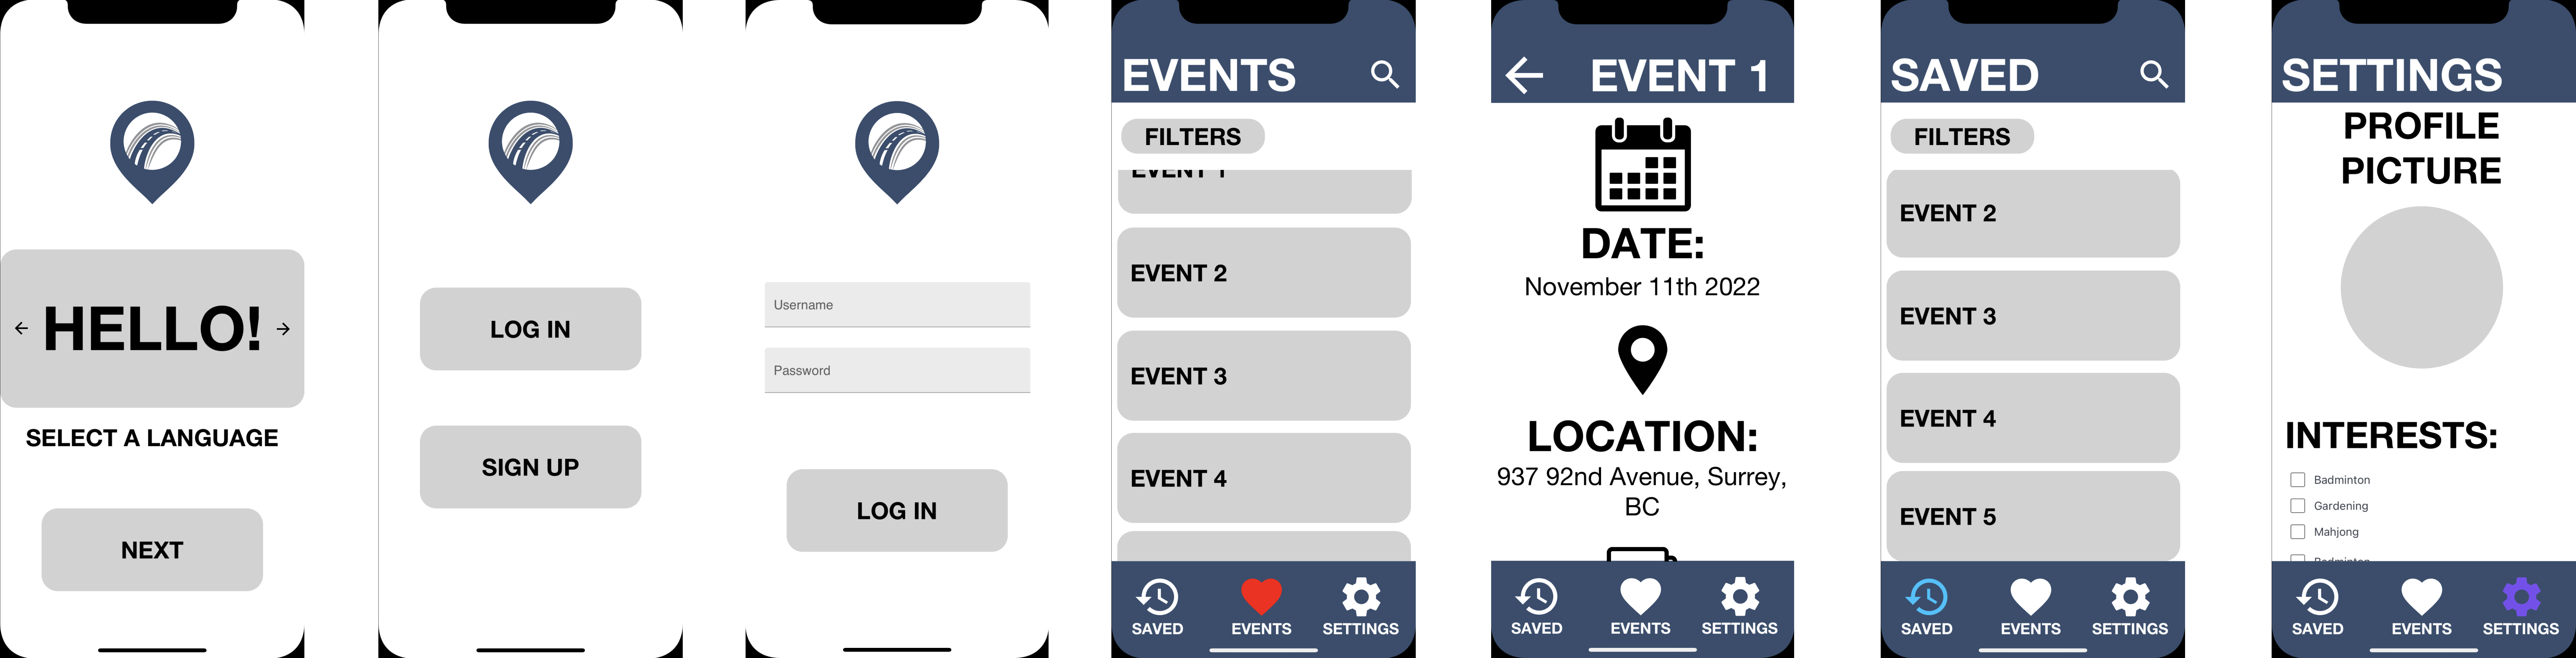 HELLO!
SELECT A LANGUAGE
NEXT
LOG IN
SIGN UP
Username
Password
LOG IN
EVENTS
FILTERS
EVENT 1
EVENT 2
EVENT 3
EVENT 4
SAVED EVENTS SETTINGS
EVENT 1
DATE:
November 11th 2022
LOCATION:
937 92nd Avenue, Surrey,
BC
SAVED EVENTS SETTINGS
SAVED
FILTERS
EVENT 2
EVENT 3
EVENT 4
EVENT 5
SAVED EVENTS SETTINGS
SETTINGS
PROFILE
PICTURE
INTERESTS:
Badminton
Gardening
Mahjong
Badminton
SAVED EVENTS SETTINGS